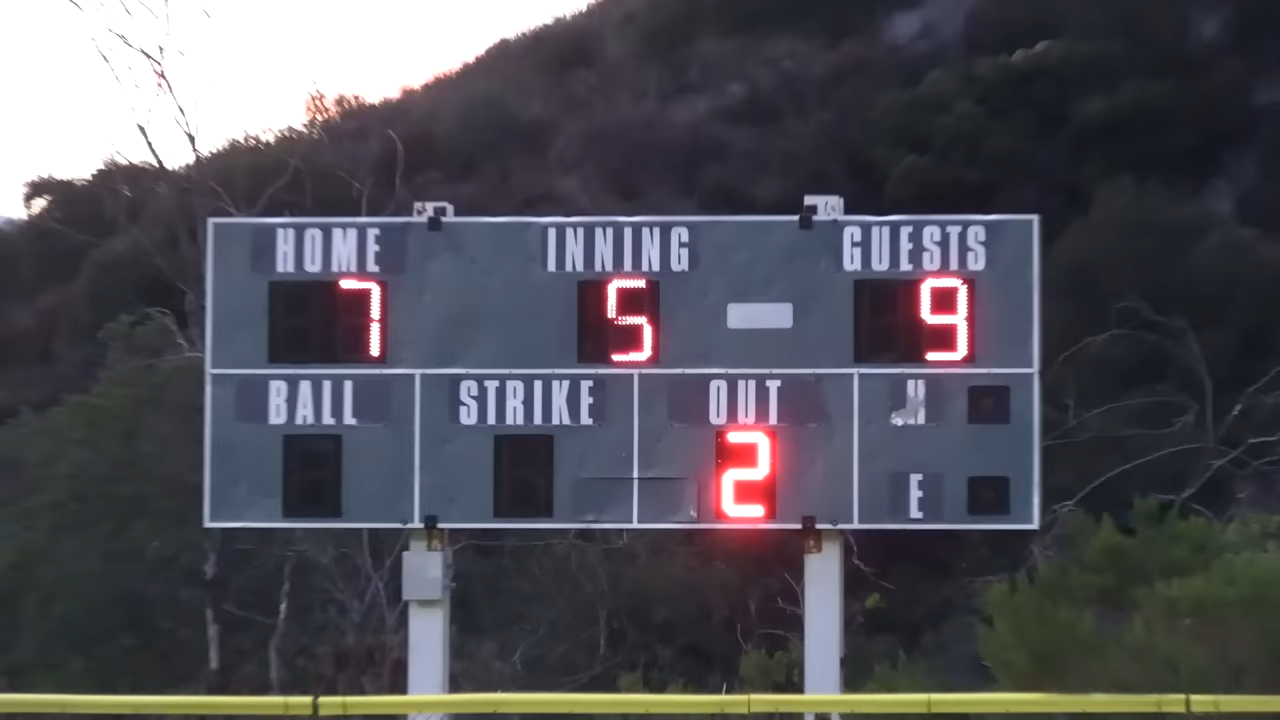 HOME INNING GUESTS
7 5 9
BALL STRIKE OUT H
2
E